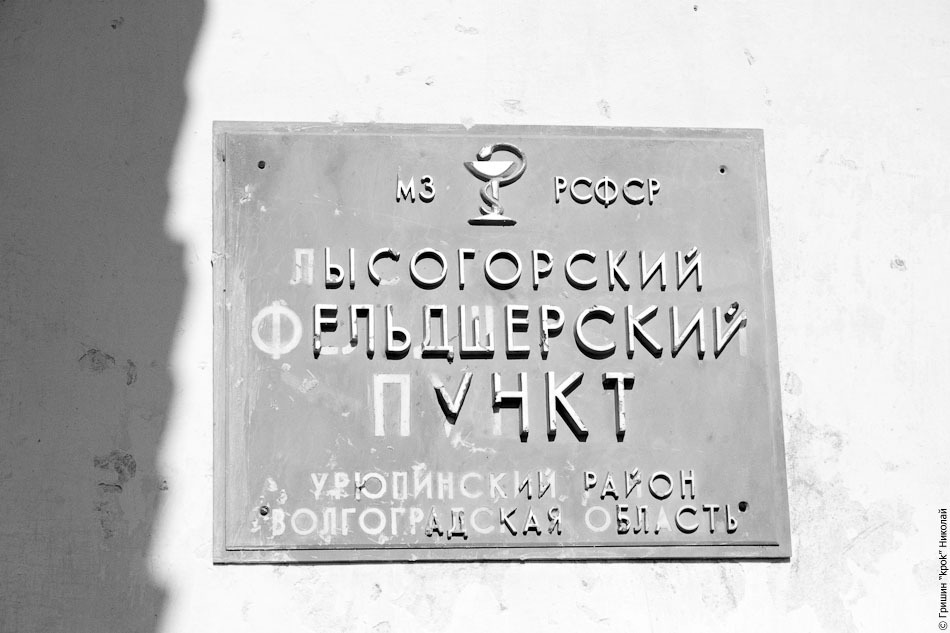 МЗ РСФСР
ЛЫСОГОРСКИЙ
ФЕЛЬДШЕРСКИЙ
ПУНКТ
УРЮПИНСКИЙ РАЙОН
ВОЛГОГРАДСКАЯ ОБЛАСТЬ
© Гришин "крок" Николай